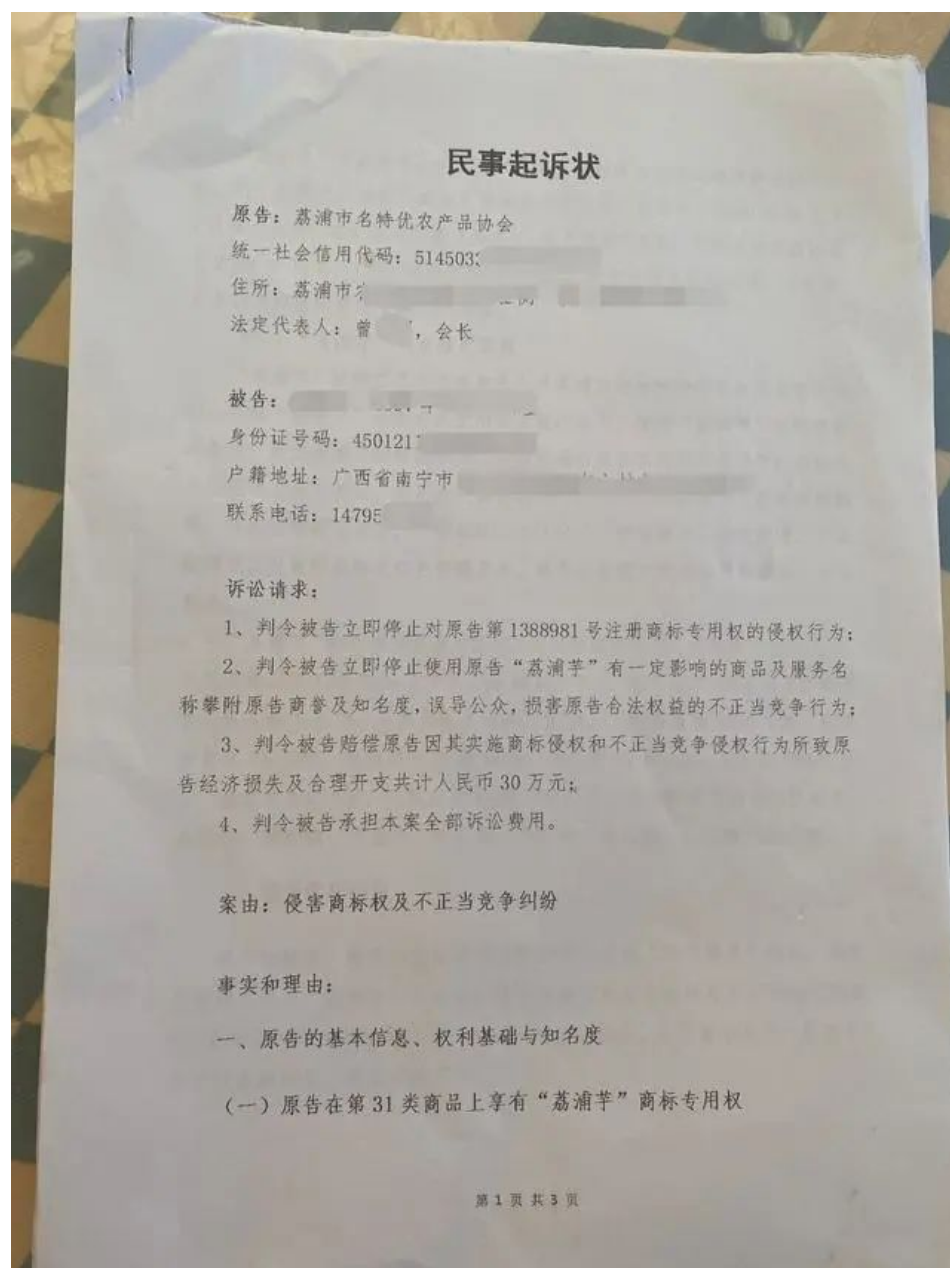 民事起诉状
原告：荔浦市名特优农产品协会
统一社会信用代码：514503
住所：荔浦市
法定代表人：曾 ，会长
被告：
身份证号码：450121
户籍地址：广西省南宁市
联系电话：14795
诉讼请求：
1、判令被告立即停止对原告第 1388981 号注册商标专用权的侵权行为；
2、判令被告立即停止使用原告“荔浦芋”有一定影响的商品及服务名
称攀附原告商誉及知名度，误导公众，损害原告合法权益的不正当竞争行为；
3、判令被告赔偿原告因其实施商标侵权和不正当竞争侵权行为所致原
告经济损失及合理开支共计人民币 30 万元；
4、判令被告承担本案全部诉讼费用。
案由：侵害商标权及不正当竞争纠纷
事实和理由：
一、原告的基本信息、权利基础与知名度
（一）原告在第 31 类商品上享有“荔浦芋”商标专用权
第 1 页 共 3 页